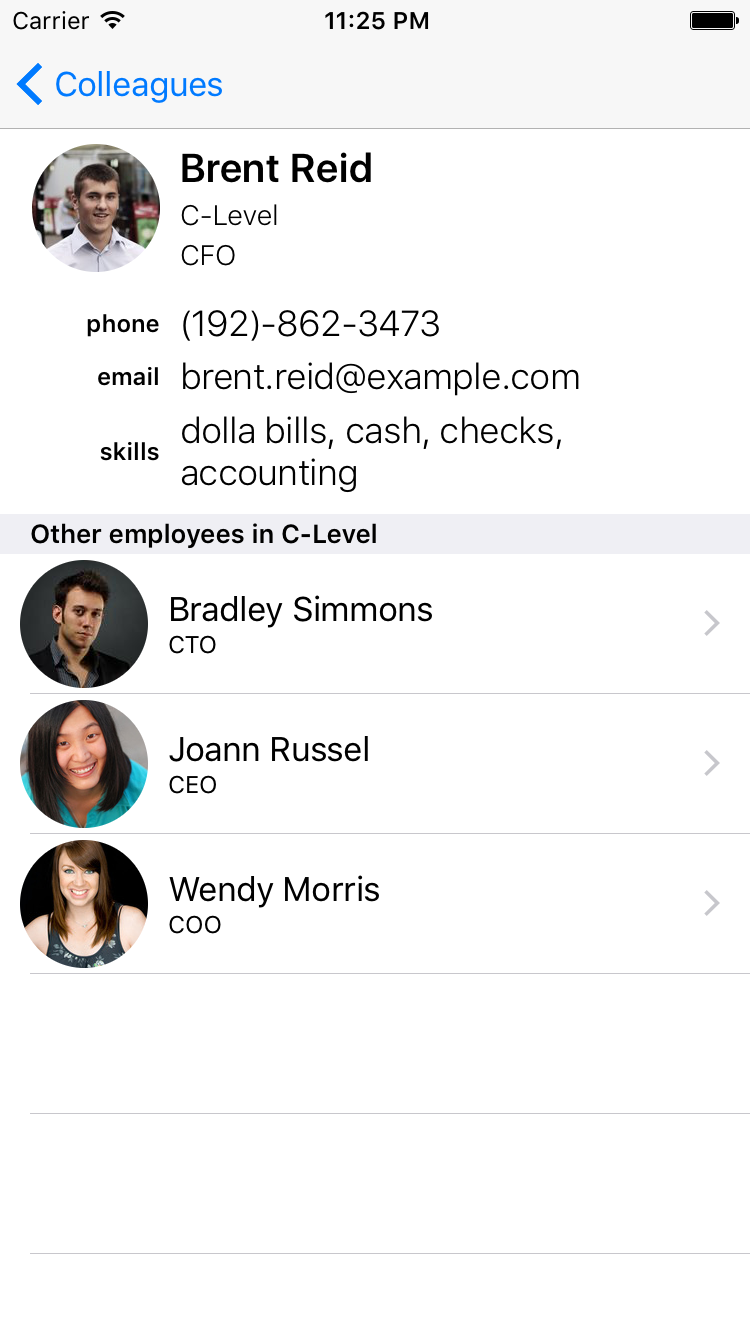 Carrier 11:25 PM
Colleagues
Brent Reid
C-Level
CFO
phone (192)-862-3473
email brent.reid@example.com
skills dolla bills, cash, checks,
accounting
Other employees in C-Level
Bradley Simmons
CTO
Joann Russel
CEO
Wendy Morris
COO